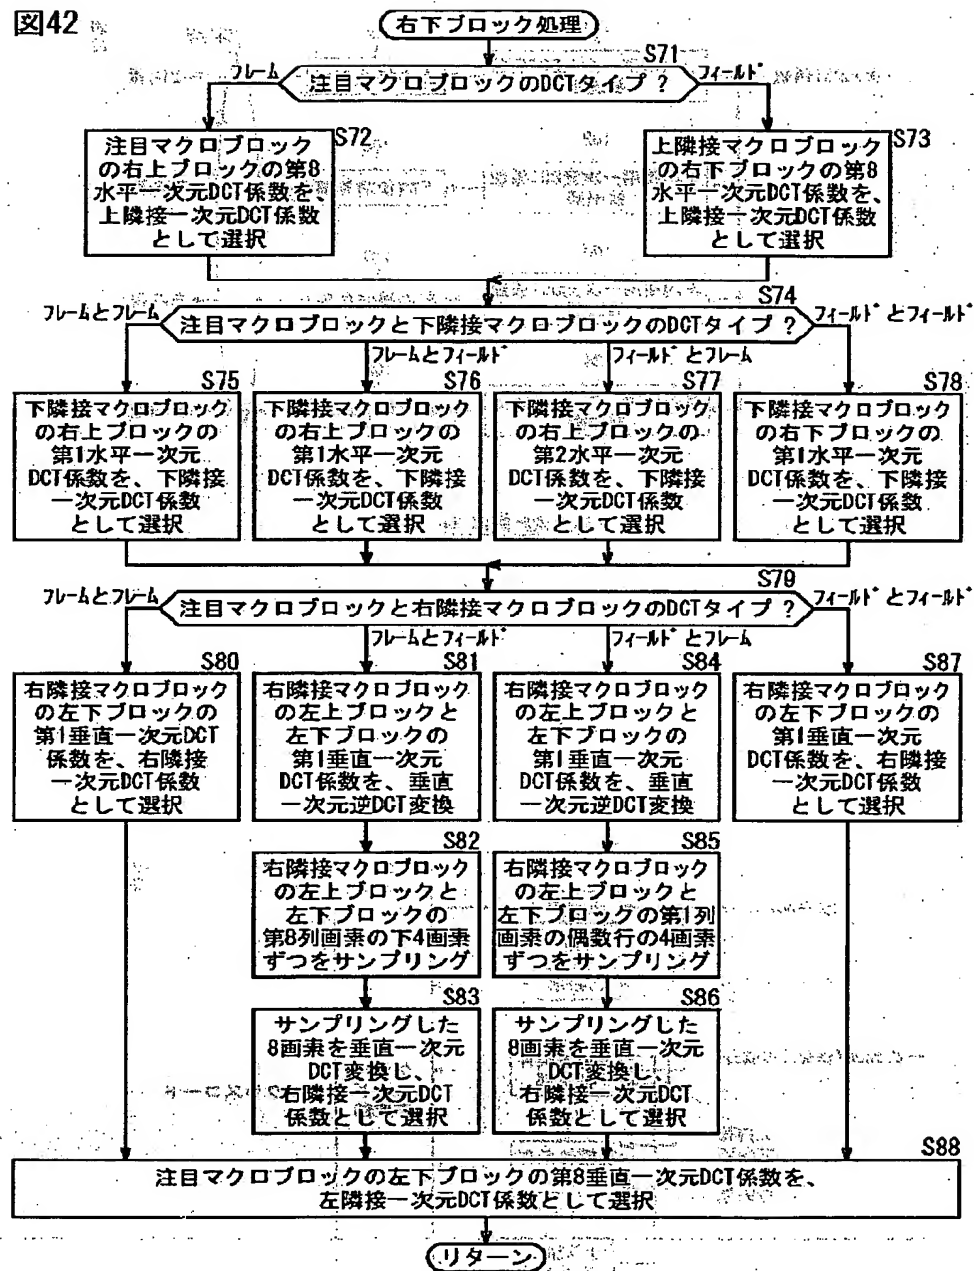 図42
右下ブロック処理
S71
フレーム
フィールド
注目マクロブロックのDCTタイプ?
S72
注目マクロブロック
の右上ブロックの第8
水平一次元DCT係数を、
上隣接一次元DCT係数
として選択
S73
上隣接マクロブロック
の右下ブロックの第8
水平一次元DCT係数を、
上隣接一次元DCT係数
として選択
S74
フレームとフレーム
注目マクロブロックと下隣接マクロブロックのDCTタイプ?
フィールドとフィールド
フレームとフィールド
フィールドとフレーム
S75
下隣接マクロブロック
の右上ブロックの
第1水平一次元
DCT係数を、下隣接
一次元DCT係数
として選択
S76
下隣接マクロブロック
の右上ブロックの
第1水平一次元
DCT係数を、下隣接
一次元DCT係数
として選択
S77
下隣接マクロブロック
の右上ブロックの
第2水平一次元
DCT係数を、下隣接
一次元DCT係数
として選択
S78
下隣接マクロブロック
の右下ブロックの
第1水平一次元
DCT係数を、下隣接
一次元DCT係数
として選択
S79
フレームとフレーム
注目マクロブロックと右隣接マクロブロックのDCTタイプ?
フィールドとフィールド
フレームとフィールド
フィールドとフレーム
S80
右隣接マクロブロック
の左下ブロックの
第1垂直一次元DCT
係数を、右隣接
一次元DCT係数
として選択
S81
右隣接マクロブロック
の左上ブロックと
左下ブロックの
第1垂直一次元
DCT係数を、垂直
一次元逆DCT変換
S84
右隣接マクロブロック
の左上ブロックと
左下ブロックの
第1垂直一次元
DCT係数を、垂直
一次元逆DCT変換
S87
右隣接マクロブロック
の左下ブロックの
第1垂直一次元
DCT係数を、右隣接
一次元DCT係数
として選択
S82
右隣接マクロブロック
の左上ブロックと
左下ブロックの
第8列画素の下4画素
ずつをサンプリング
S85
右隣接マクロブロック
の左上ブロックと
左下ブロックの第1列
画素の偶数行の4画素
ずつをサンプリング
S83
サンプリングした
8画素を垂直一次元
DCT変換し、
右隣接一次元DCT
係数として選択
S86
サンプリングした
8画素を垂直一次元
DCT変換し、
右隣接一次元DCT
係数として選択
S88
注目マクロブロックの左下ブロックの第8垂直一次元DCT係数を、
左隣接一次元DCT係数として選択
リターン